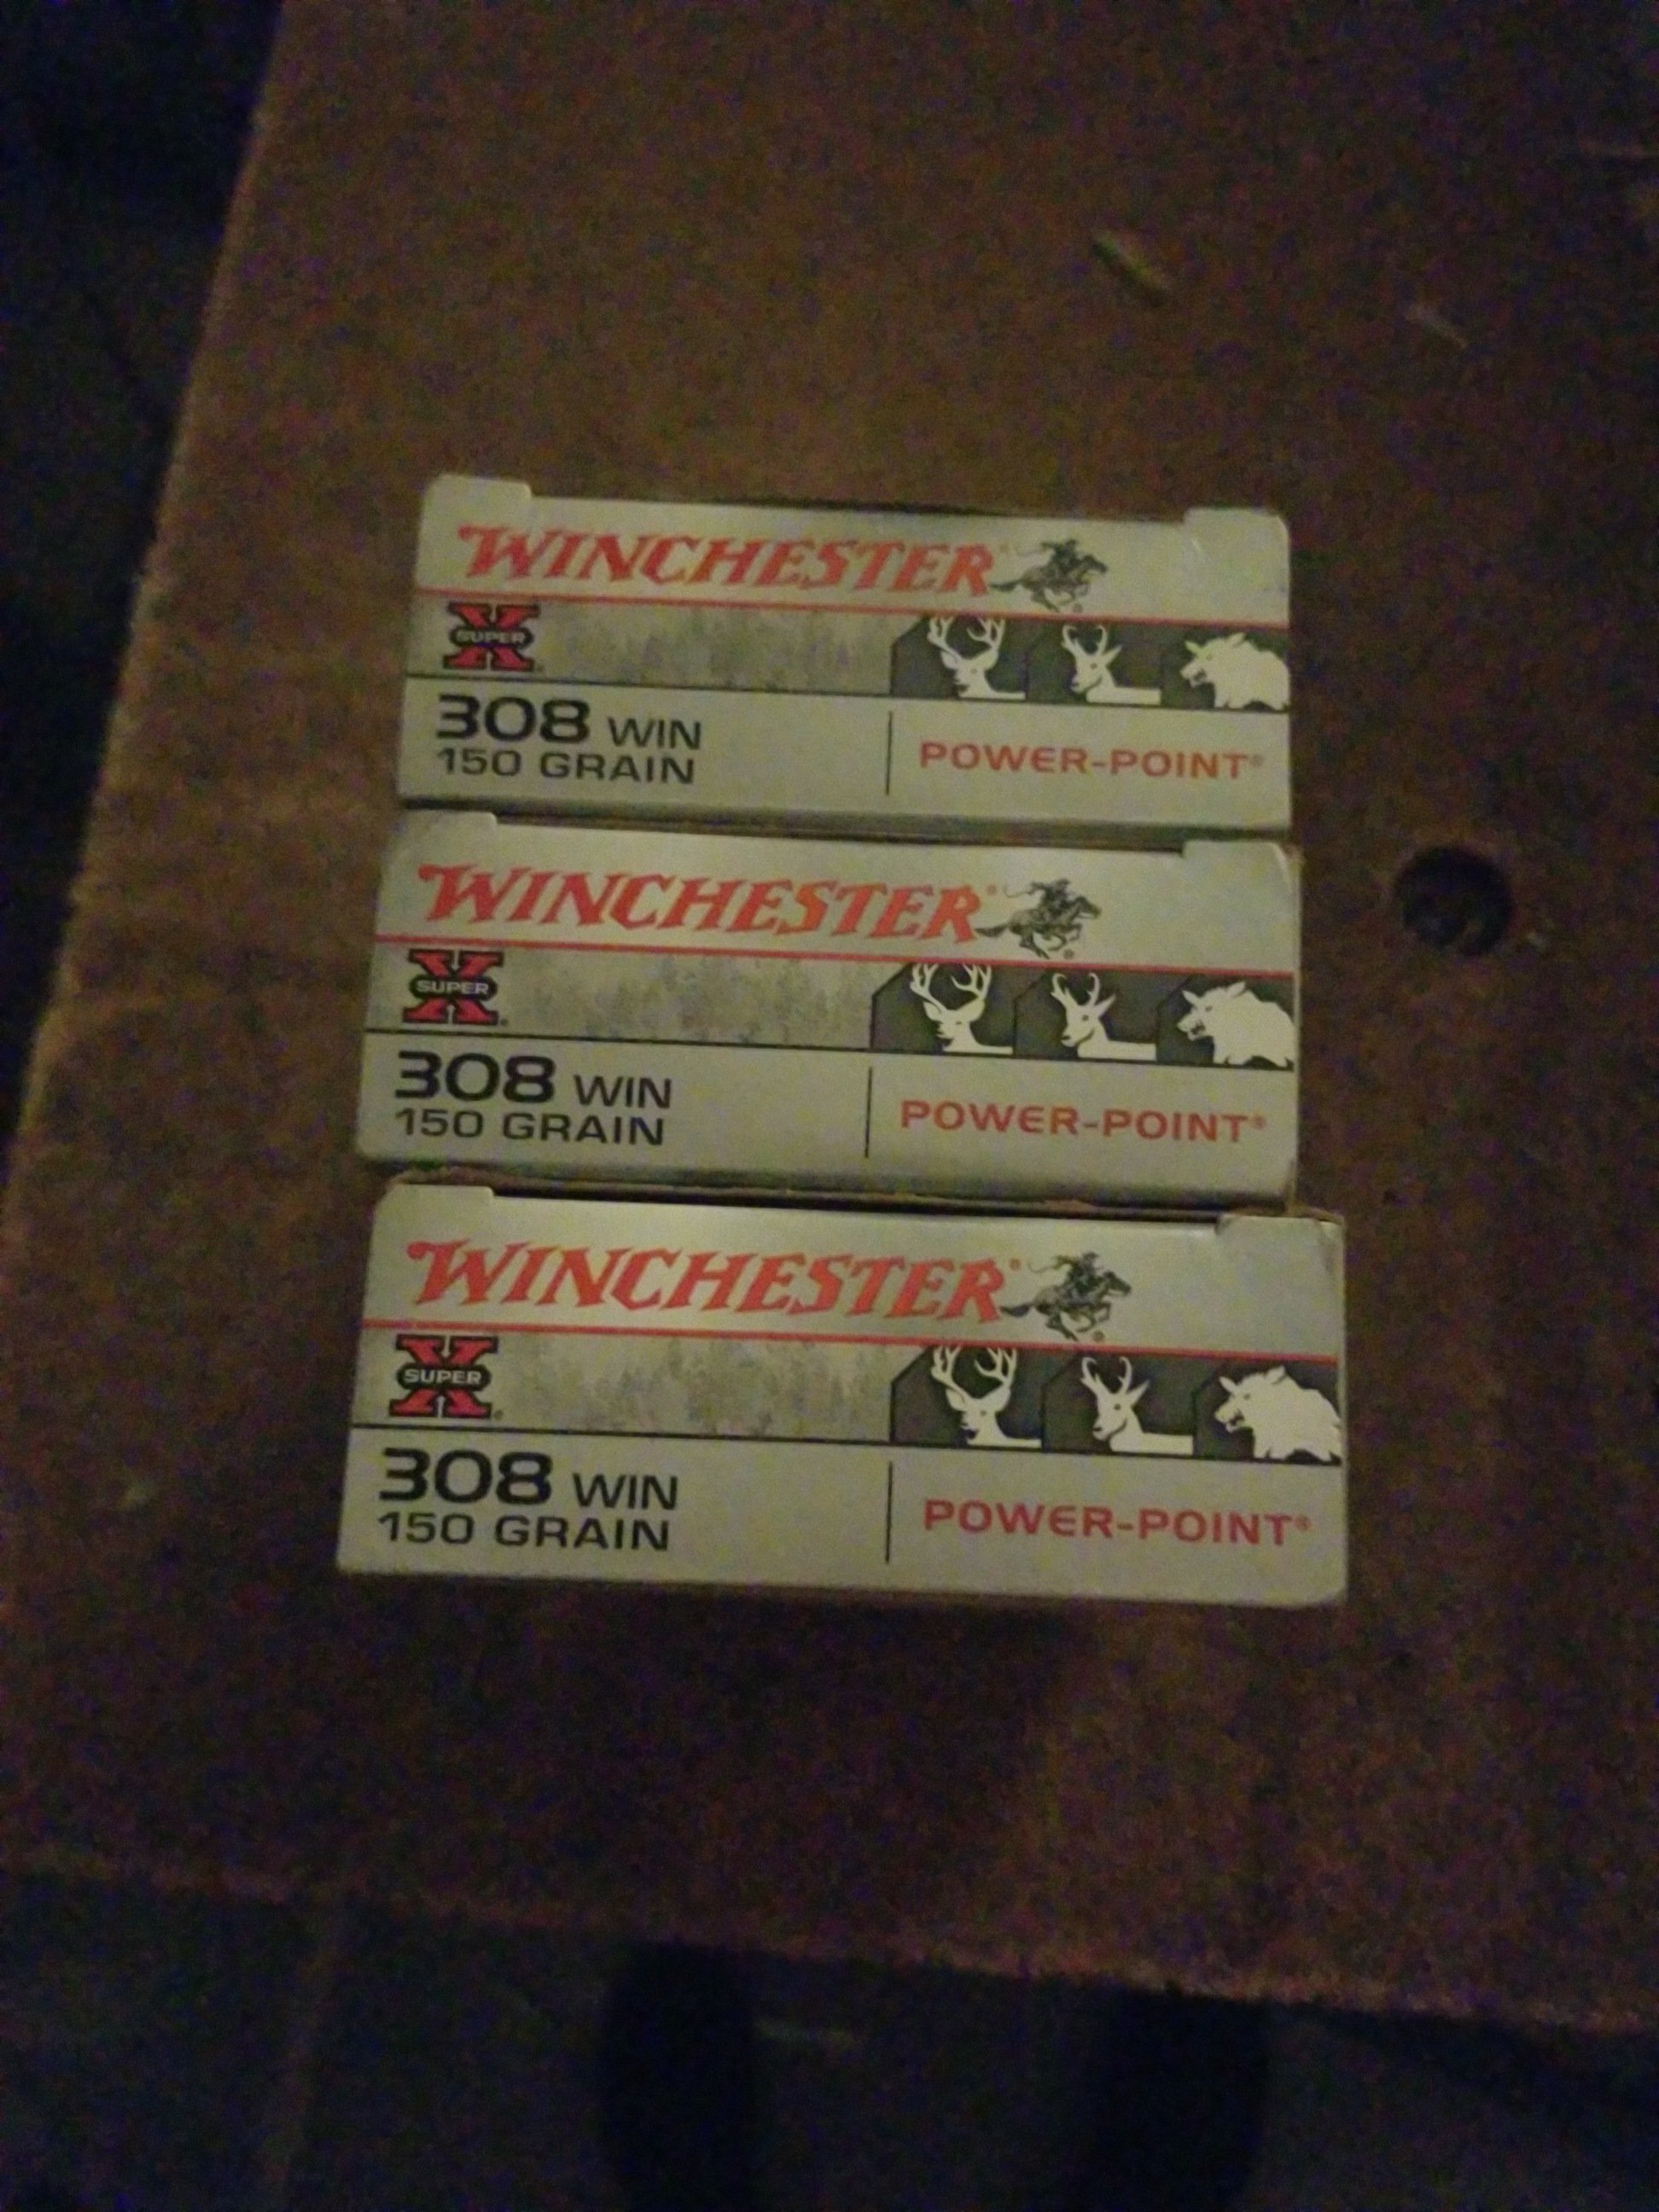 WINCHESTER®
SUPER X®
308 WIN
150 GRAIN
POWER-POINT®
WINCHESTER®
SUPER X®
308 WIN
150 GRAIN
POWER-POINT®
WINCHESTER®
SUPER X®
308 WIN
150 GRAIN
POWER-POINT®